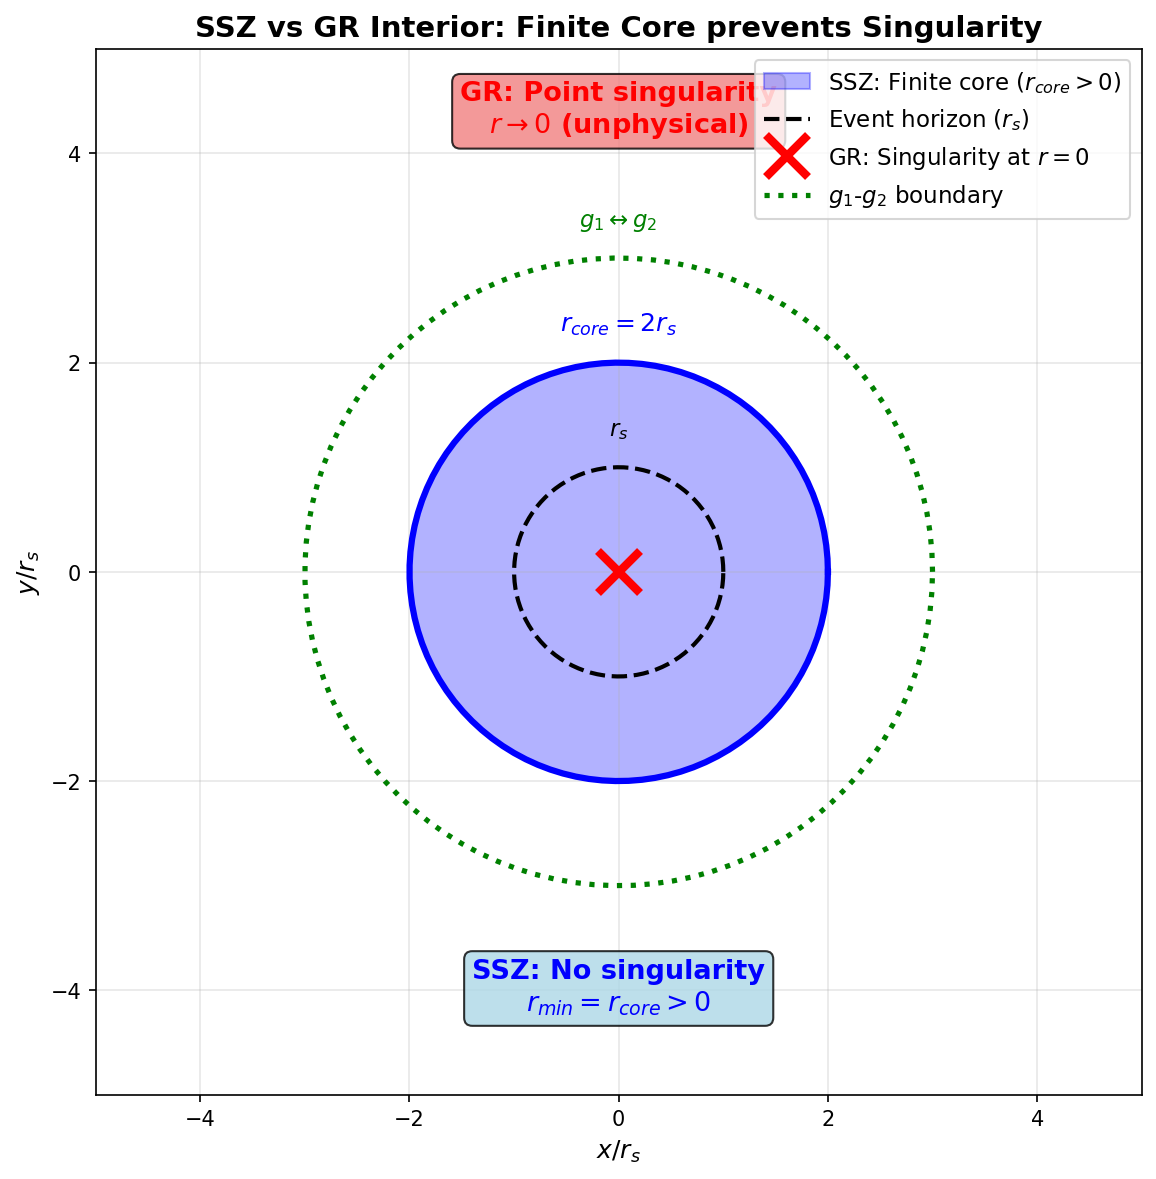 SSZ vs GR Interior: Finite Core prevents Singularity
GR: Point singularity
r → 0 (unphysical)
SSZ: Finite core (r_core > 0)
Event horizon (r_s)
GR: Singularity at r = 0
g₁-g₂ boundary
g₁ ↔ g₂
r_core = 2r_s
r_s
SSZ: No singularity
r_min = r_core > 0
4
2
0
−2
−4
y/r_s
−4
−2
0
2
4
x/r_s